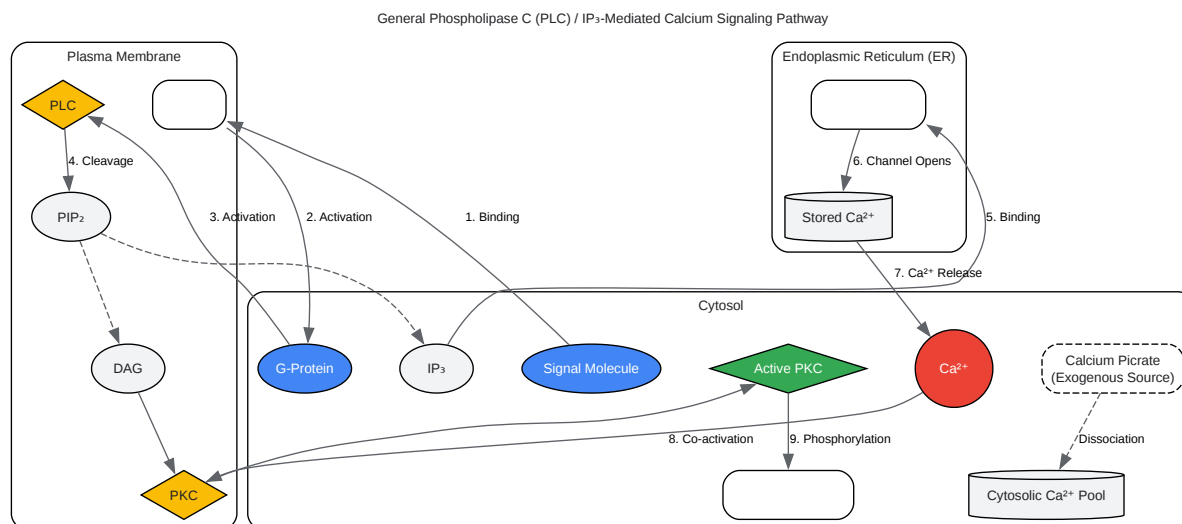 General Phospholipase C (PLC) / IP₃-Mediated Calcium Signaling Pathway
Plasma Membrane
Endoplasmic Reticulum (ER)
PLC
4. Cleavage
6. Channel Opens
PIP₂
3. Activation
2. Activation
1. Binding
Stored Ca²⁺
5. Binding
7. Ca²⁺ Release
Cytosol
DAG
G-Protein
IP₃
Signal Molecule
Active PKC
Ca²⁺
Calcium Picrate
(Exogenous Source)
8. Co-activation
9. Phosphorylation
Dissociation
PKC
Cytosolic Ca²⁺ Pool